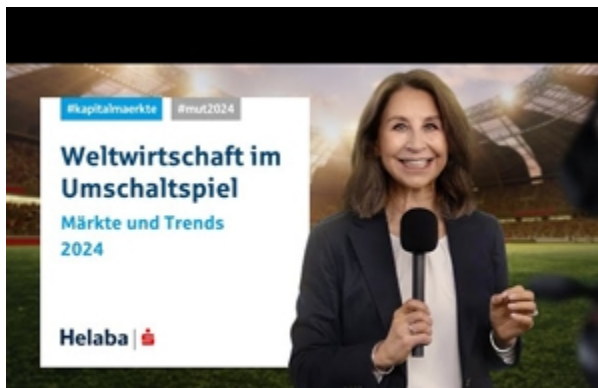 #kapitalmaerkte #mut2024
Weltwirtschaft im
Umschaltspiel
Märkte und Trends
2024
Helaba